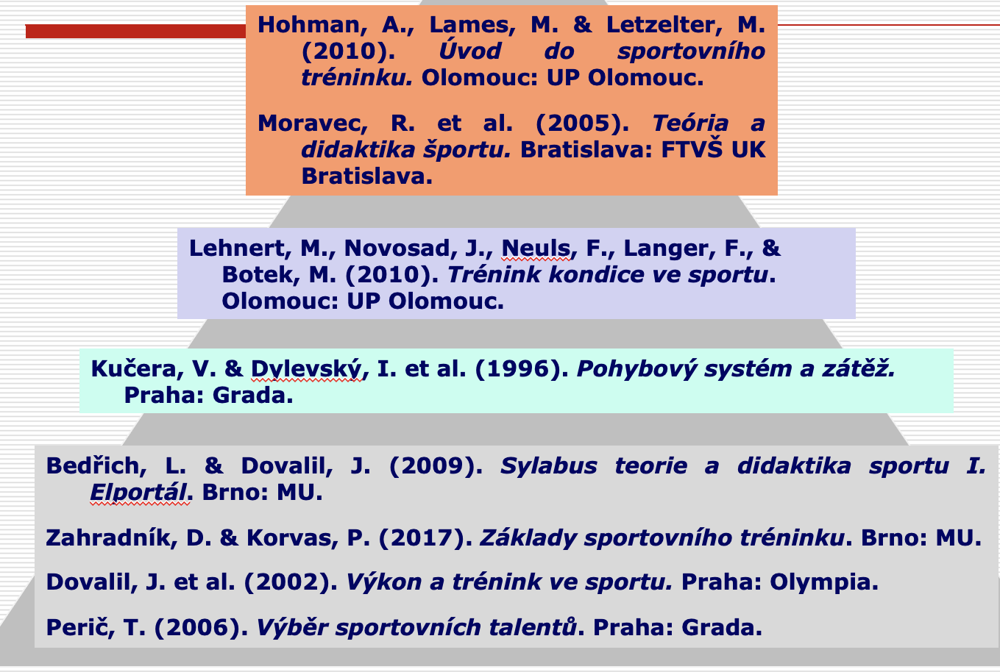 Hohman, A., Lames, M. & Letzelter, M.
(2010). Úvod do sportovního
tréninku. Olomouc: UP Olomouc.
Moravec, R. et al. (2005). Teória a
didaktika športu. Bratislava: FTVŠ UK
Bratislava.
Lehnert, M., Novosad, J., Neuls, F., Langer, F., &
Botek, M. (2010). Trénink kondice ve sportu.
Olomouc: UP Olomouc.
Kučera, V. & Dylevský, I. et al. (1996). Pohybový systém a zátěž.
Praha: Grada.
Bedřich, L. & Dovalil, J. (2009). Sylabus teorie a didaktika sportu I.
Elportál. Brno: MU.
Zahradník, D. & Korvas, P. (2017). Základy sportovního tréninku. Brno: MU.
Dovalil, J. et al. (2002). Výkon a trénink ve sportu. Praha: Olympia.
Perič, T. (2006). Výběr sportovních talentů. Praha: Grada.